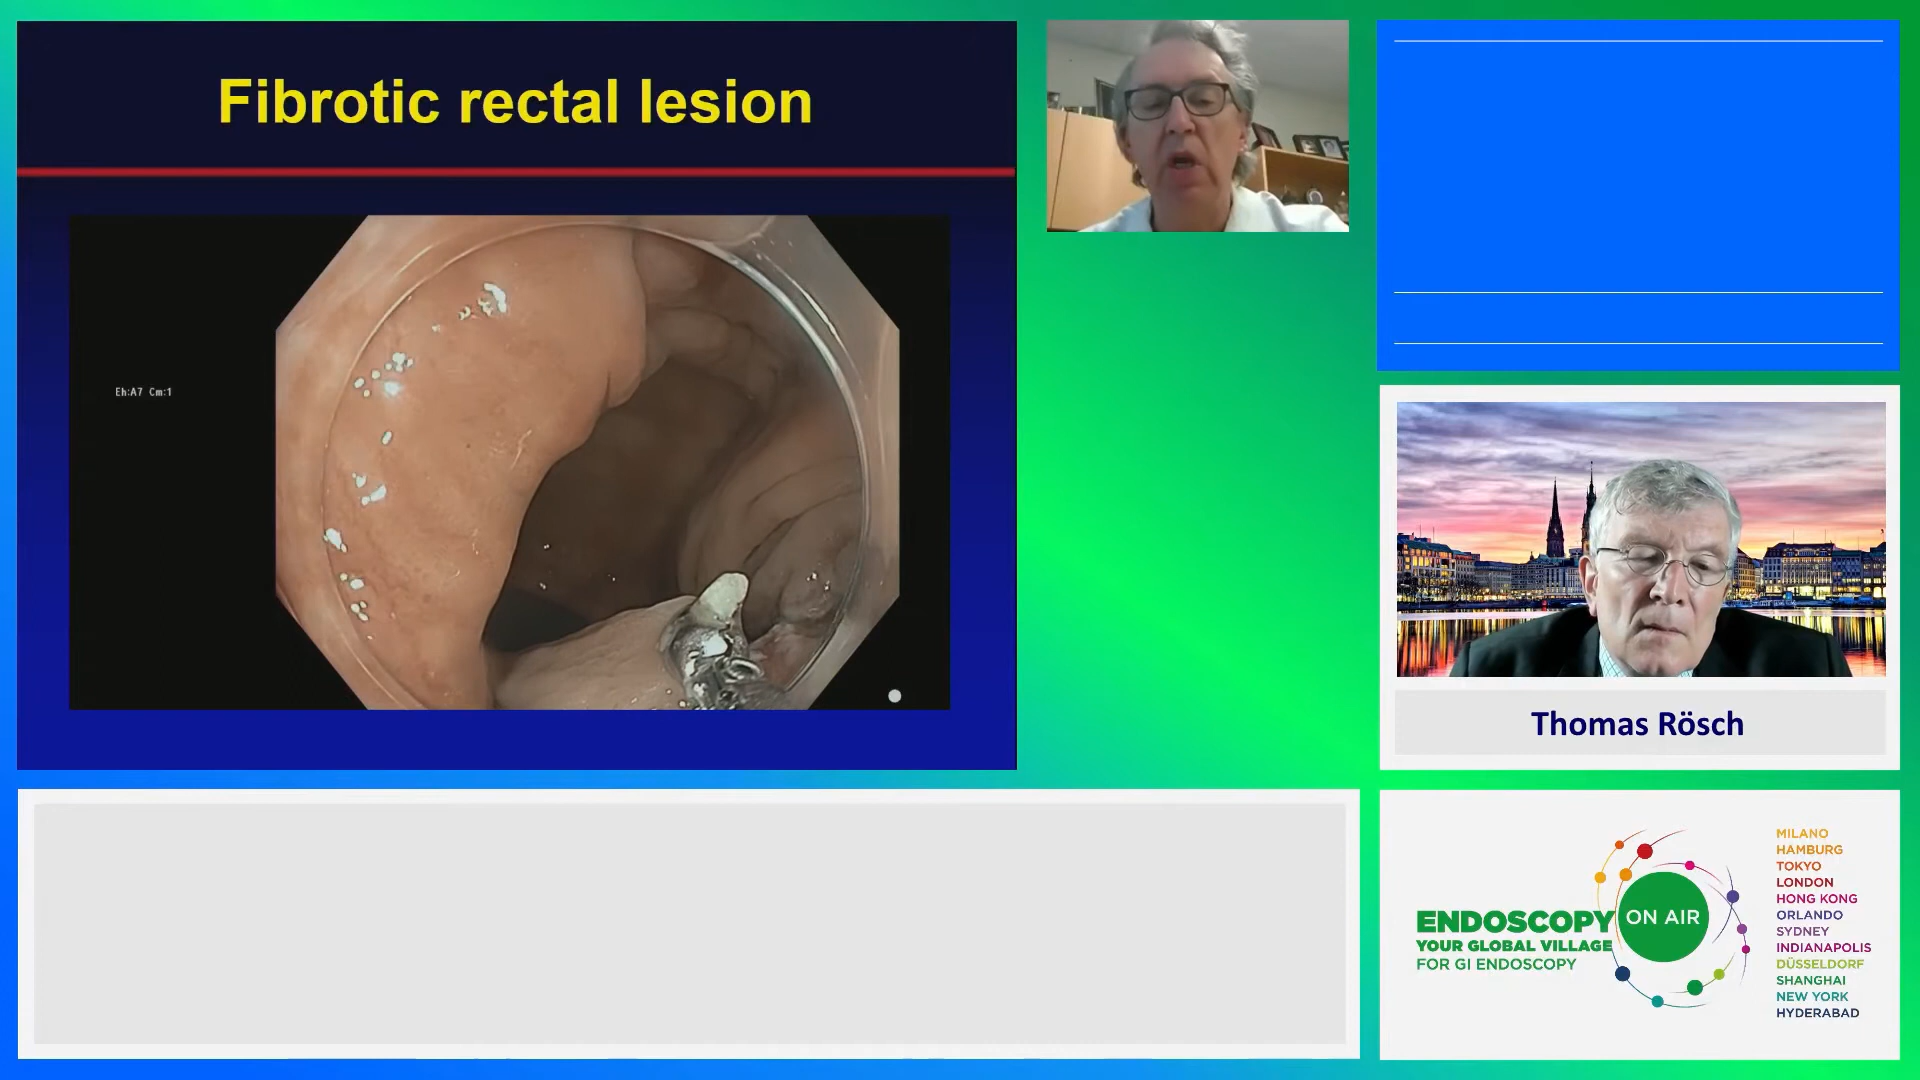 Fibrotic rectal lesion
Eh:A7 Cm:1
Thomas Rösch
ENDOSCOPY ON AIR
YOUR GLOBAL VILLAGE
FOR GI ENDOSCOPY
MILANO
HAMBURG
TOKYO
LONDON
HONG KONG
ORLANDO
SYDNEY
INDIANAPOLIS
DÜSSELDORF
SHANGHAI
NEW YORK
HYDERABAD